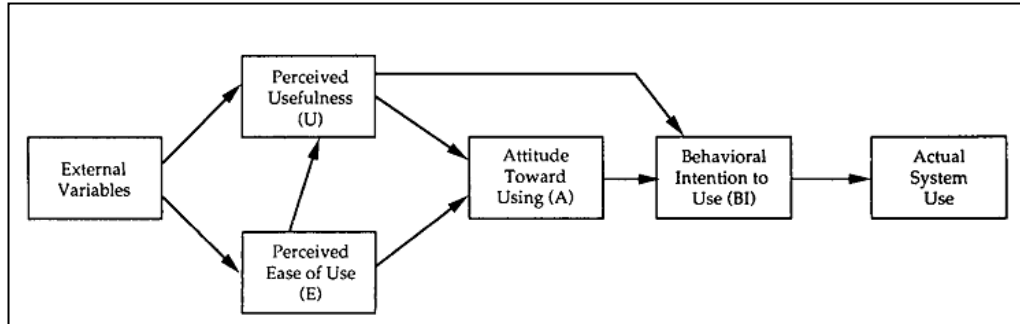 External
Variables
Perceived
Usefulness
(U)
Perceived
Ease of Use
(E)
Attitude
Toward
Using (A)
Behavioral
Intention to
Use (BI)
Actual
System
Use